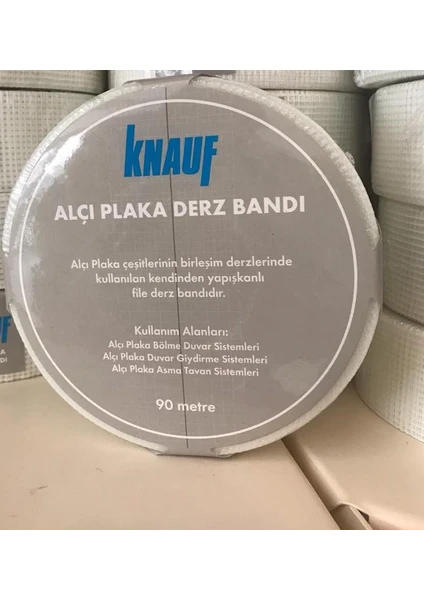 KNAUF
ALÇI PLAKA DERZ BANDI
Alçı Plaka çeşitlerinin birleşim derzlerinde
kullanılan kendinden yapışkanlı
file derz bandıdır.
Kullanım Alanları:
Alçı Plaka Bölme Duvar Sistemleri
Alçı Plaka Duvar Giydirme Sistemleri
Alçı Plaka Asma Tavan Sistemleri
90 metre
AUF